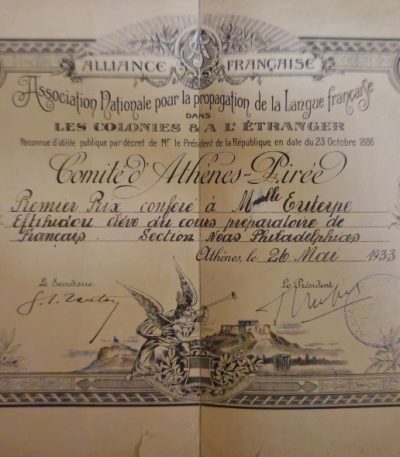 ALLIANCE FRANÇAISE
Association Nationale pour la propagation de la Langue française
DANS
LES COLONIES & A L'ÉTRANGER
Reconnue d'utilité publique par décret de Mr. le Président de la République en date du 23 Octobre 1886
Comité d'Athènes-Pirée
Premier Prix conféré à Mlle Euterpe
élève du cours préparatoire de
Français. Section Néas Philadelphias
Athènes, le 26 Mai 1933
Le Secrétaire Le Président